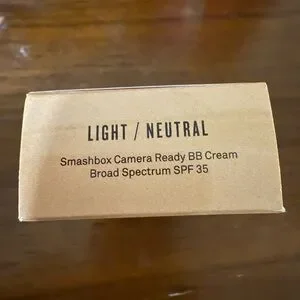 LIGHT / NEUTRAL
Smashbox Camera Ready BB Cream
Broad Spectrum SPF 35